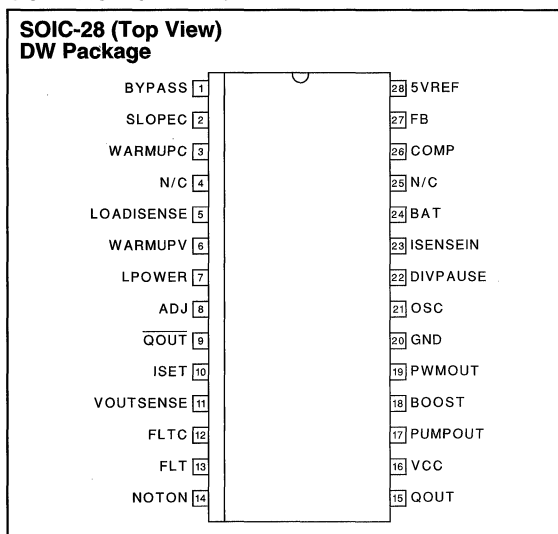 SOIC-28 (Top View)
DW Package
BYPASS 1
SLOPEC 2
WARMUPC 3
N/C 4
LOADISENSE 5
WARMUPV 6
LPOWER 7
ADJ 8
QOUT 9
ISET 10
VOUTSENSE 11
FLTC 12
FLT 13
NOTON 14
28 5VREF
27 FB
26 COMP
25 N/C
24 BAT
23 ISENSEIN
22 DIVPAUSE
21 OSC
20 GND
19 PWMOUT
18 BOOST
17 PUMPOUT
16 VCC
15 QOUT